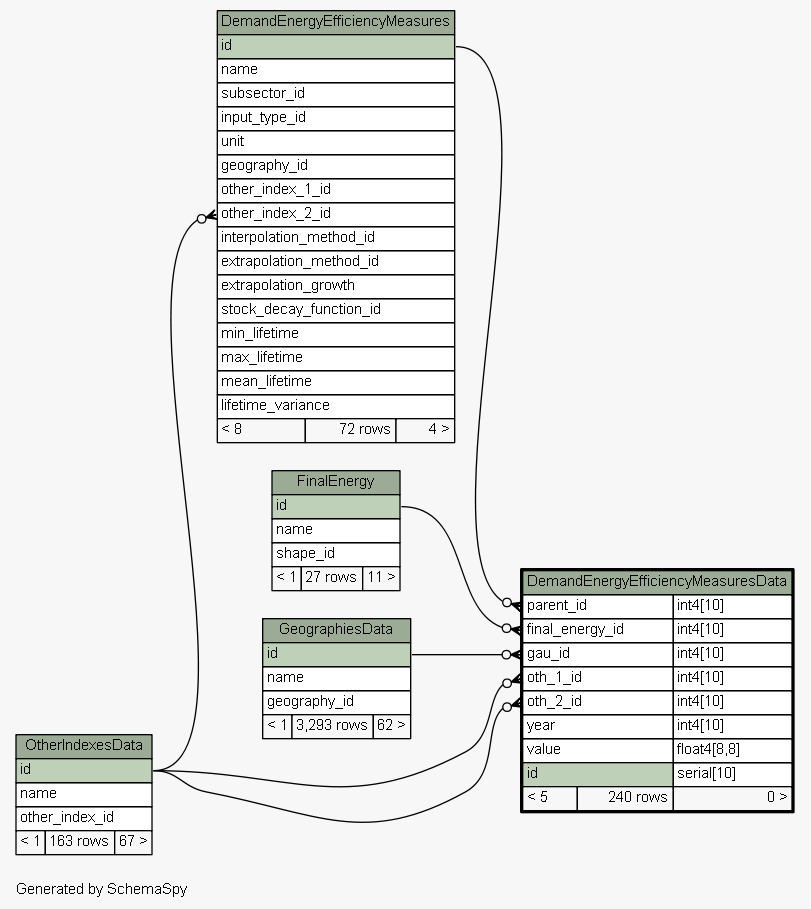 DemandEnergyEfficiencyMeasures
id
name
subsector_id
input_type_id
unit
geography_id
other_index_1_id
other_index_2_id
interpolation_method_id
extrapolation_method_id
extrapolation_growth
stock_decay_function_id
min_lifetime
max_lifetime
mean_lifetime
lifetime_variance
< 8 72 rows 4 >
FinalEnergy
id
name
shape_id
< 1 27 rows 11 >
GeographiesData
id
name
geography_id
< 1 3,293 rows 62 >
DemandEnergyEfficiencyMeasuresData
parent_id int4[10]
final_energy_id int4[10]
gau_id int4[10]
oth_1_id int4[10]
oth_2_id int4[10]
year int4[10]
value float4[8,8]
id serial[10]
< 5 240 rows 0 >
OtherIndexesData
id
name
other_index_id
< 1 163 rows 67 >
Generated by SchemaSpy